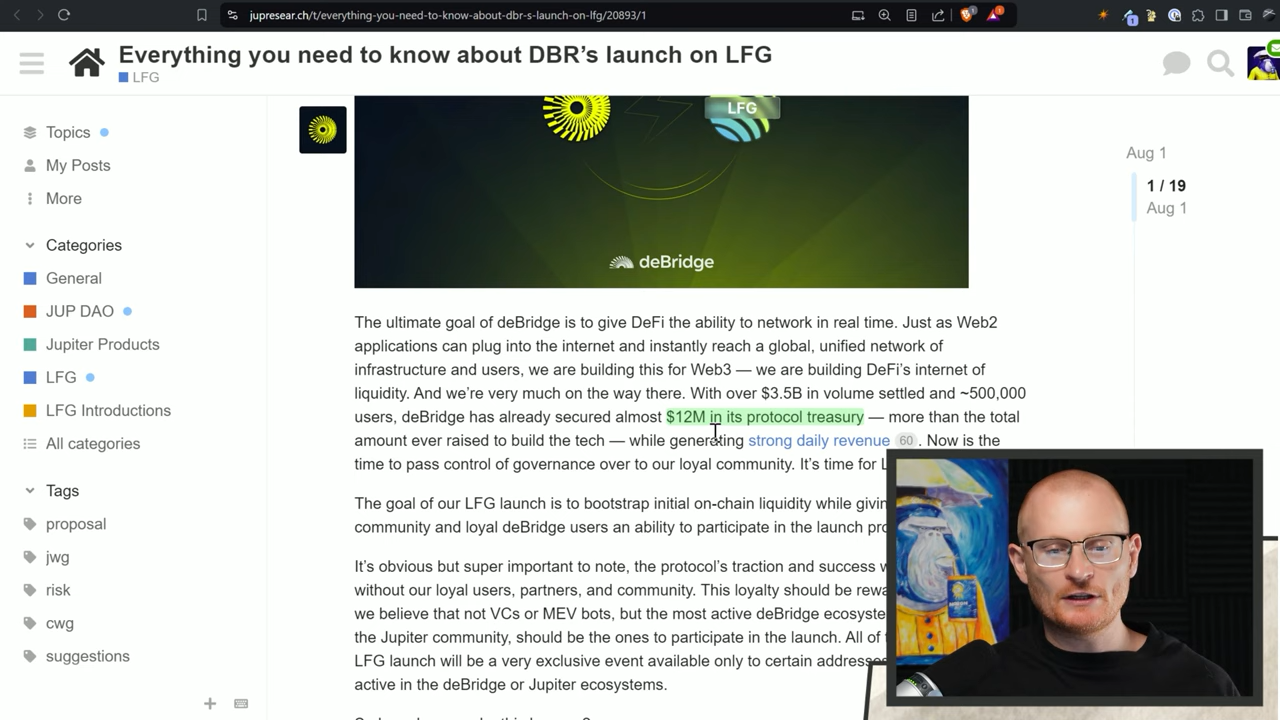 jupresear.ch/t/everything-you-need-to-know-about-dbr-s-launch-on-lfg/20893/1
Everything you need to know about DBR’s launch on LFG
LFG
Topics
My Posts
More
Categories
General
JUP DAO
Jupiter Products
LFG
LFG Introductions
All categories
Tags
proposal
jwg
risk
cwg
suggestions
LFG
deBridge
The ultimate goal of deBridge is to give DeFi the ability to network in real time. Just as Web2
applications can plug into the internet and instantly reach a global, unified network of
infrastructure and users, we are building this for Web3 — we are building DeFi’s internet of
liquidity. And we’re very much on the way there. With over $3.5B in volume settled and ~500,000
users, deBridge has already secured almost $12M in its protocol treasury — more than the total
amount ever raised to build the tech — while generating strong daily revenue 60 . Now is the
time to pass control of governance over to our loyal community. It’s time for
The goal of our LFG launch is to bootstrap initial on-chain liquidity while
community and loyal deBridge users an ability to participate in the launch
It’s obvious but super important to note, the protocol’s traction and success
without our loyal users, partners, and community. This loyalty should be
we believe that not VCs or MEV bots, but the most active deBridge
the Jupiter community, should be the ones to participate in the launch. All of
LFG launch will be a very exclusive event available only to certain
active in the deBridge or Jupiter ecosystems.
Aug 1
1 / 19
Aug 1